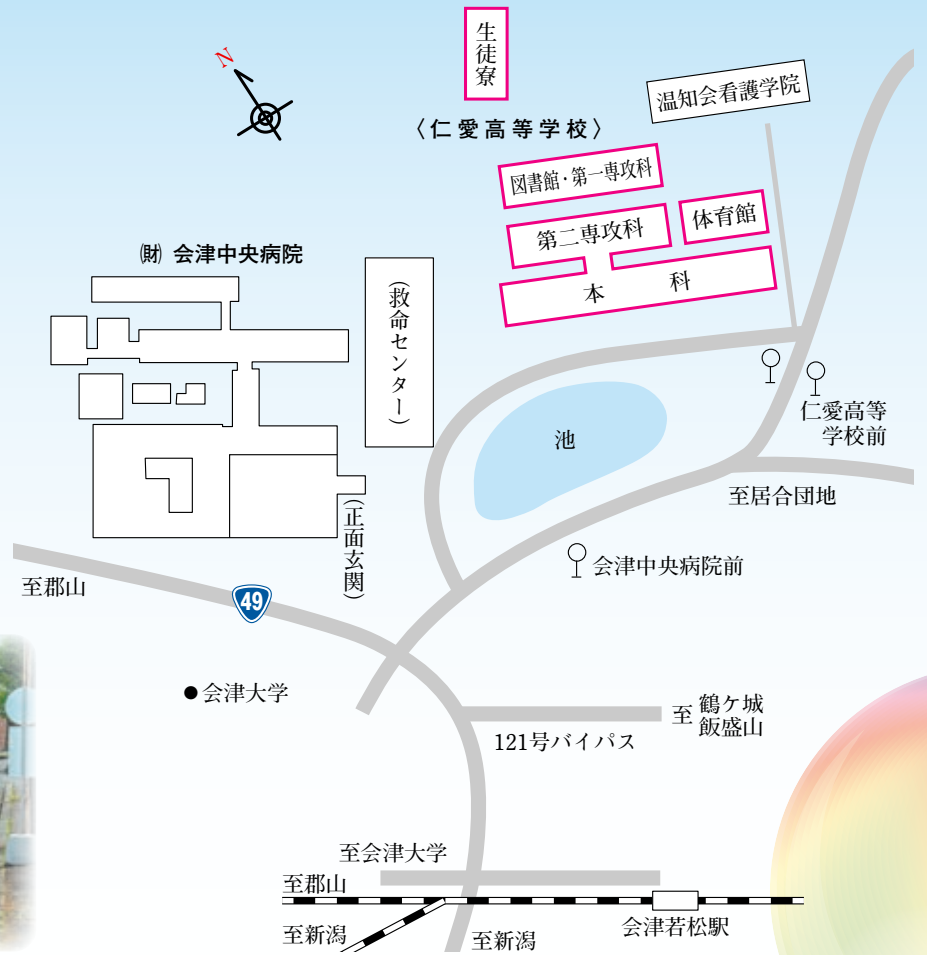 生徒寮
N
温知会看護学院
〈仁愛高等学校〉
図書館・第一専攻科
体育館
第二専攻科
本科
㈶ 会津中央病院
(救命センター)
仁愛高等
学校前
池
至居合団地
(正面玄関)
会津中央病院前
至郡山
49
●会津大学
至 鶴ケ城
飯盛山
121号バイパス
至会津大学
至郡山
会津若松駅
至新潟
至新潟